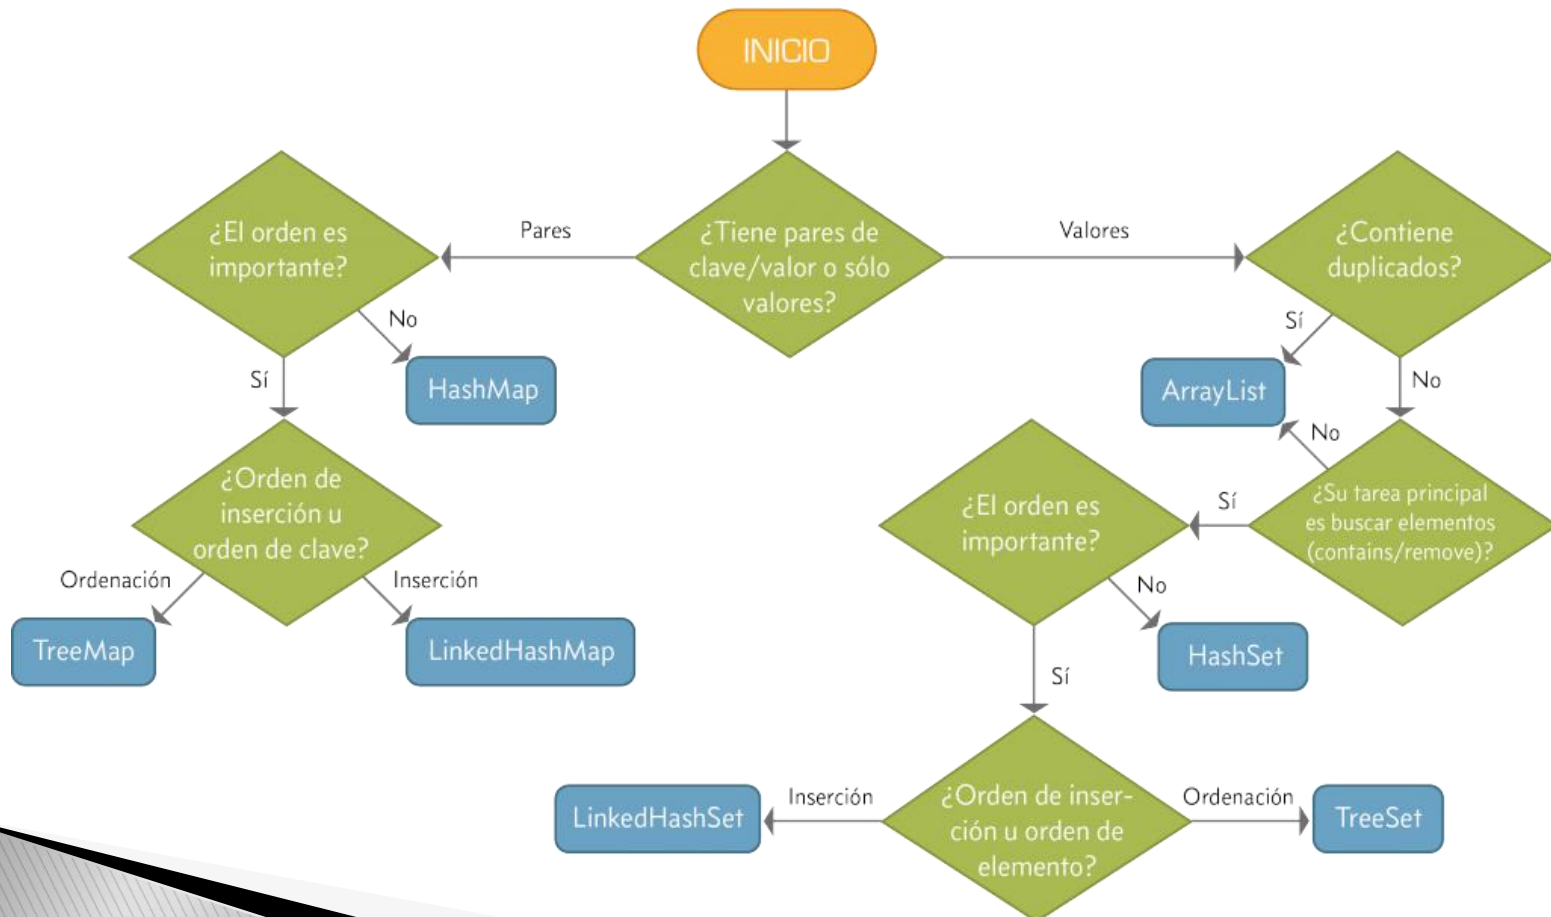 INICIO
¿El orden es
importante?
Pares
¿Tiene pares de
clave/valor o sólo
valores?
Valores
¿Contiene
duplicados?
No
Sí
HashMap
Sí
ArrayList
No
No
¿Orden de
inserción u
orden de clave?
¿El orden es
importante?
Sí
¿Su tarea principal
es buscar elementos
(contains/remove)?
Ordenación
Inserción
No
TreeMap
LinkedHashMap
HashSet
Sí
LinkedHashSet
Inserción
¿Orden de inser-
ción u orden de
elemento?
Ordenación
TreeSet